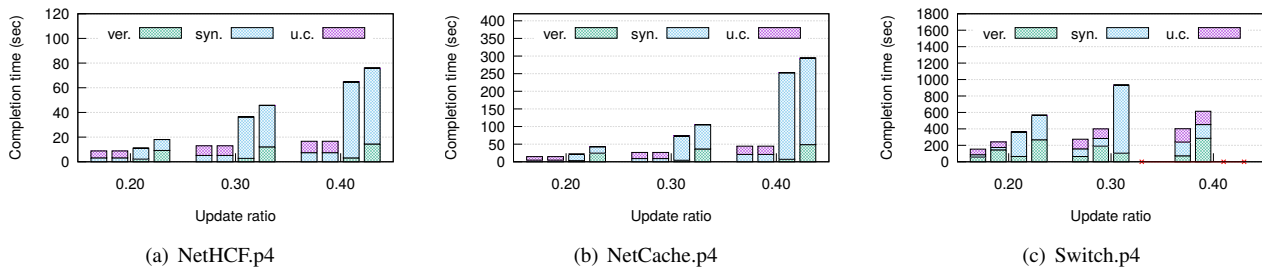 120
100
80
60
40
20
0
Completion time (sec)
ver. syn. u.c.
0.20 0.30 0.40
Update ratio
(a) NetHCF.p4
400
350
300
250
200
150
100
50
0
Completion time (sec)
ver. syn. u.c.
0.20 0.30 0.40
Update ratio
(b) NetCache.p4
1800
1600
1400
1200
1000
800
600
400
200
0
Completion time (sec)
ver. syn. u.c.
0.20 0.30 0.40
Update ratio
(c) Switch.p4